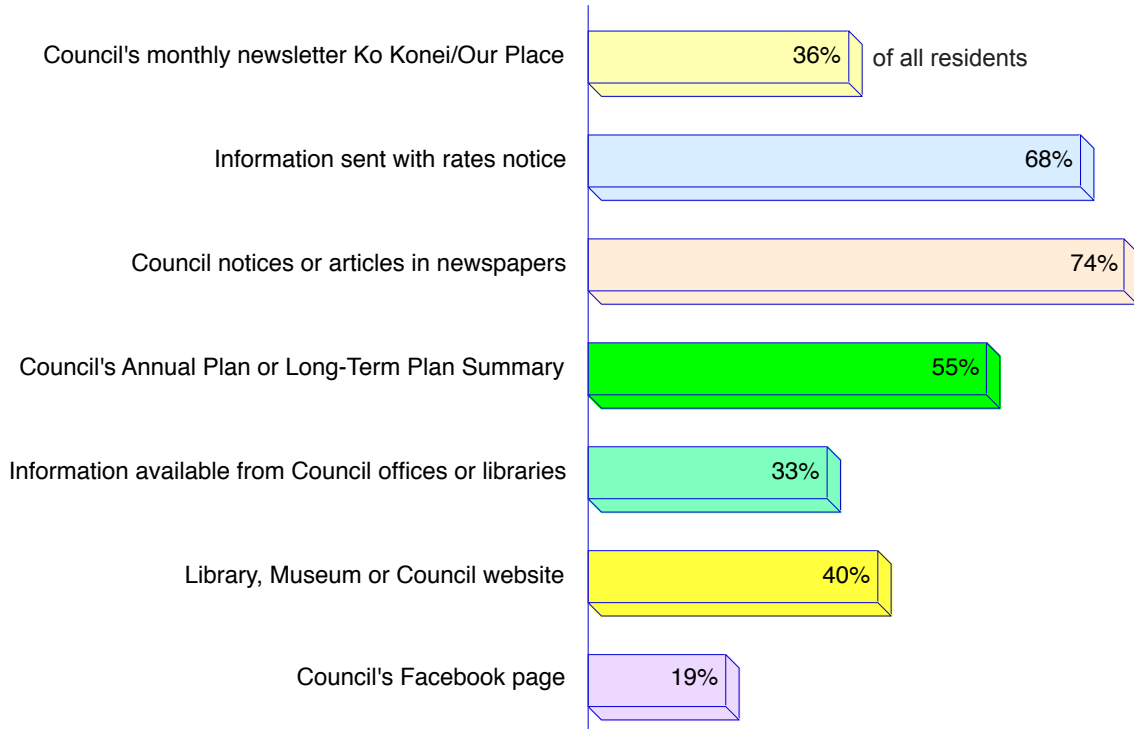 Council's monthly newsletter Ko Konei/Our Place 36% of all residents
Information sent with rates notice 68%
Council notices or articles in newspapers 74%
Council's Annual Plan or Long-Term Plan Summary 55%
Information available from Council offices or libraries 33%
Library, Museum or Council website 40%
Council's Facebook page 19%